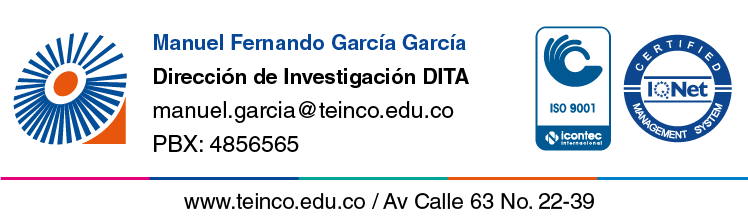 Manuel Fernando García García
Dirección de Investigación DITA
manuel.garcia@teinco.edu.co
PBX: 4856565
ISO 9001
icontec
internacional
CERTIFIED
IQNet
MANAGEMENT SYSTEM
www.teinco.edu.co / Av Calle 63 No. 22-39